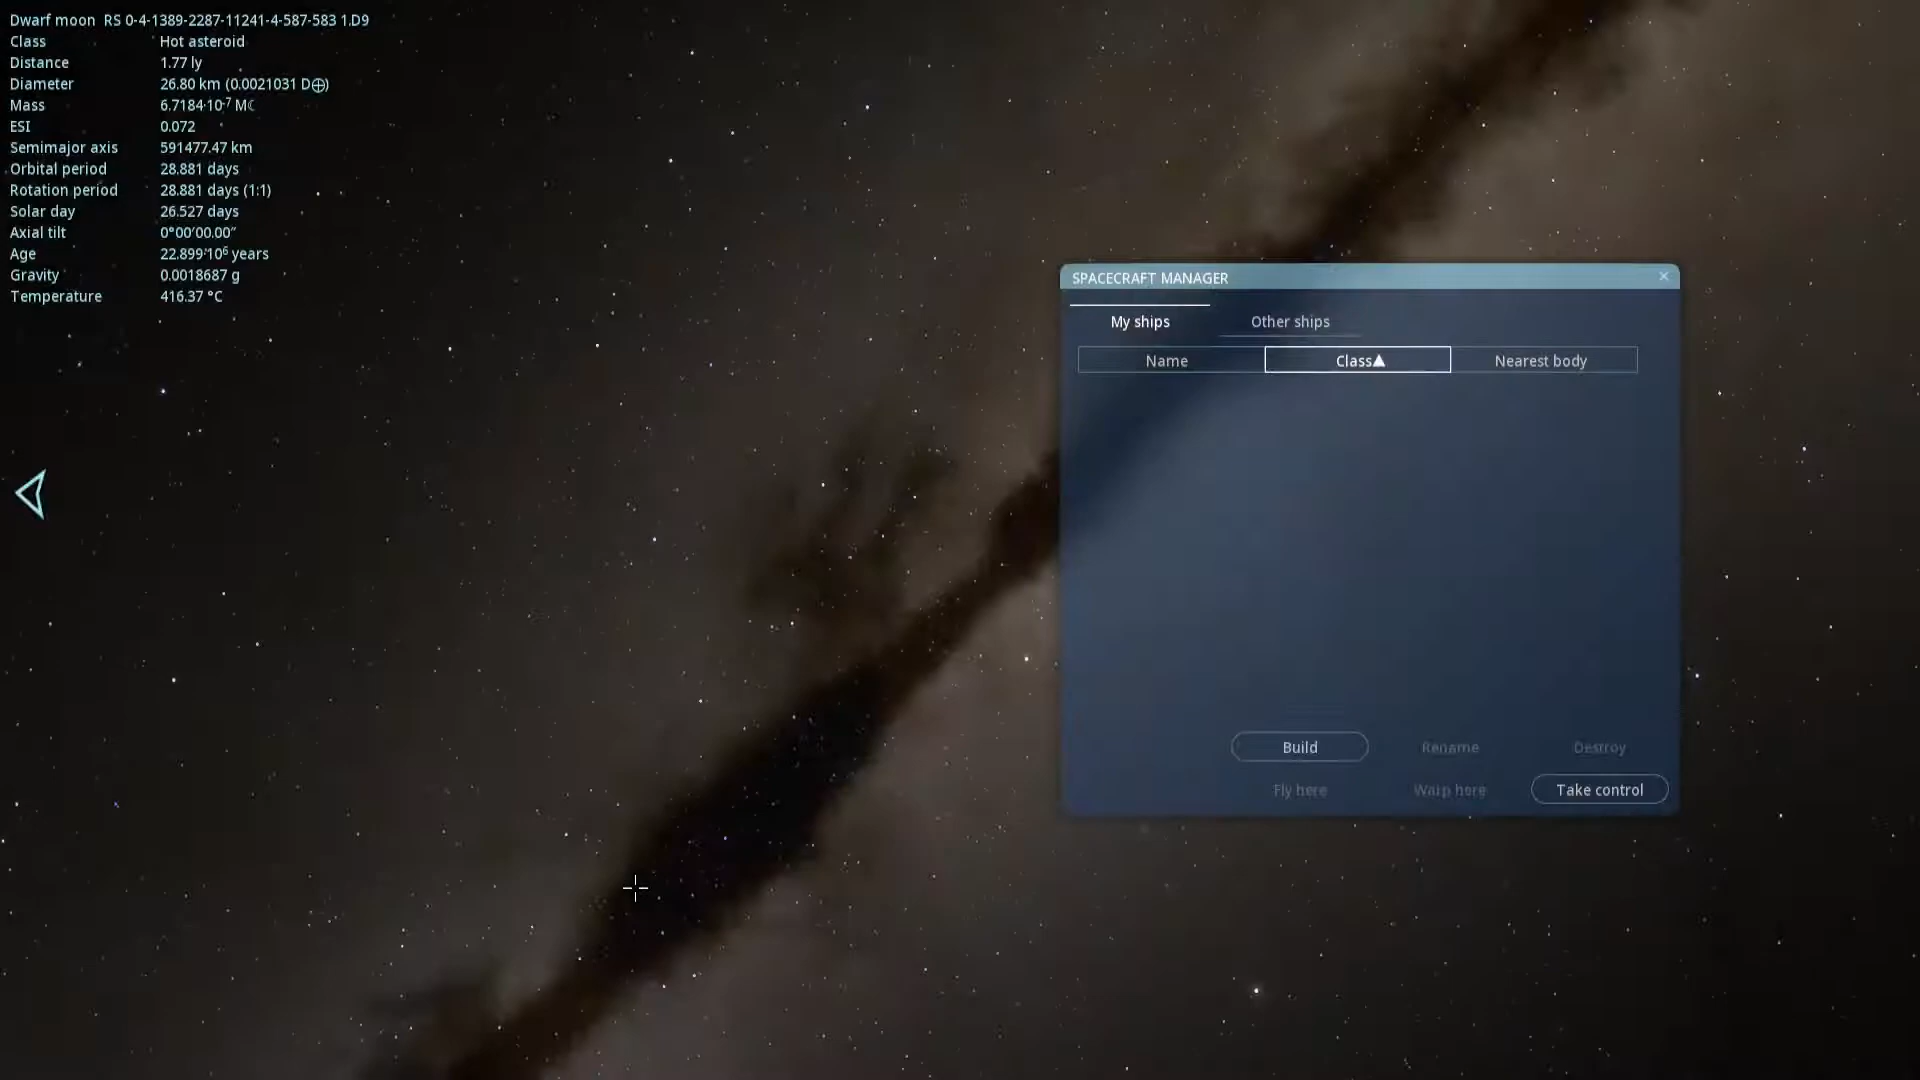 Dwarf moon RS 0-4-1389-2287-11241-4-587-583 1.D9
Class Hot asteroid
Distance 1.77 ly
Diameter 26.80 km (0.0021031 D⊕)
Mass 6.7184·10⁻⁷ M☾
ESI 0.072
Semimajor axis 591477.47 km
Orbital period 28.881 days
Rotation period 28.881 days (1:1)
Solar day 26.527 days
Axial tilt 0°00′00.00″
Age 22.899·10⁶ years
Gravity 0.0018687 g
Temperature 416.37 °C
SPACECRAFT MANAGER
My ships Other ships
Name Class▲ Nearest body
Build Rename Destroy
Fly here Warp here Take control